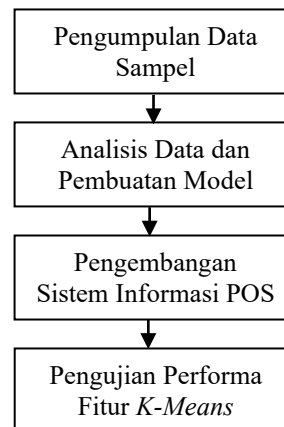 Pengumpulan Data
Sampel
Analisis Data dan
Pembuatan Model
Pengembangan
Sistem Informasi POS
Pengujian Performa
Fitur K-Means